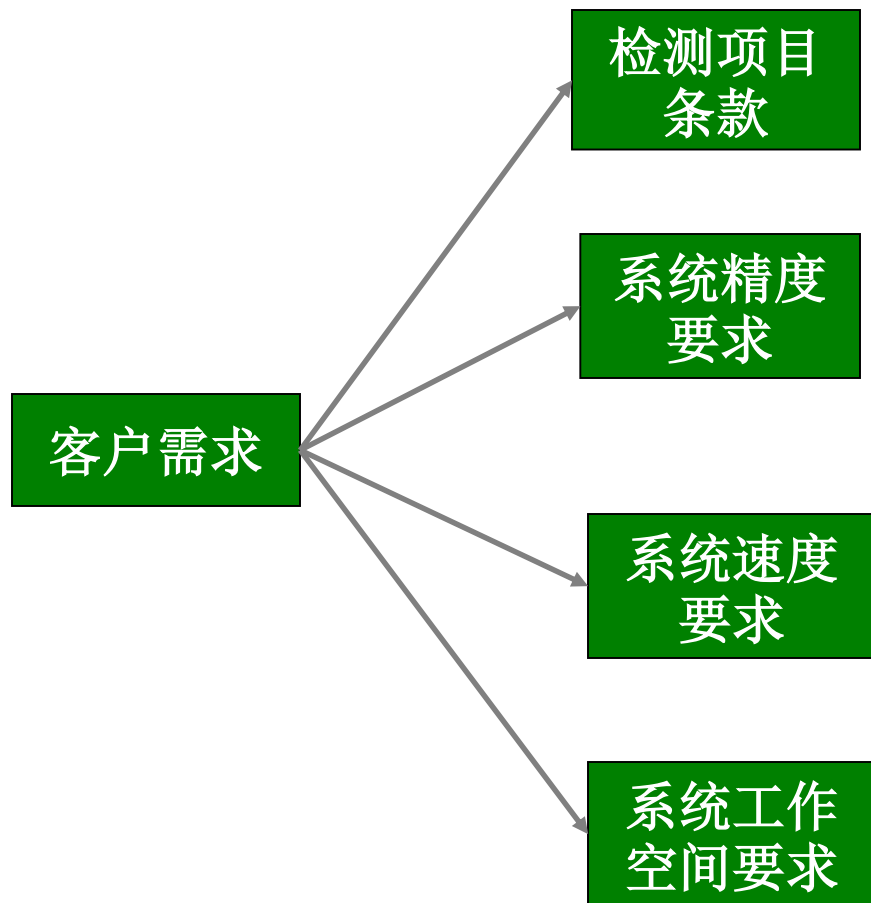 检测项目
条款
系统精度
要求
客户需求
系统速度
要求
系统工作
空间要求